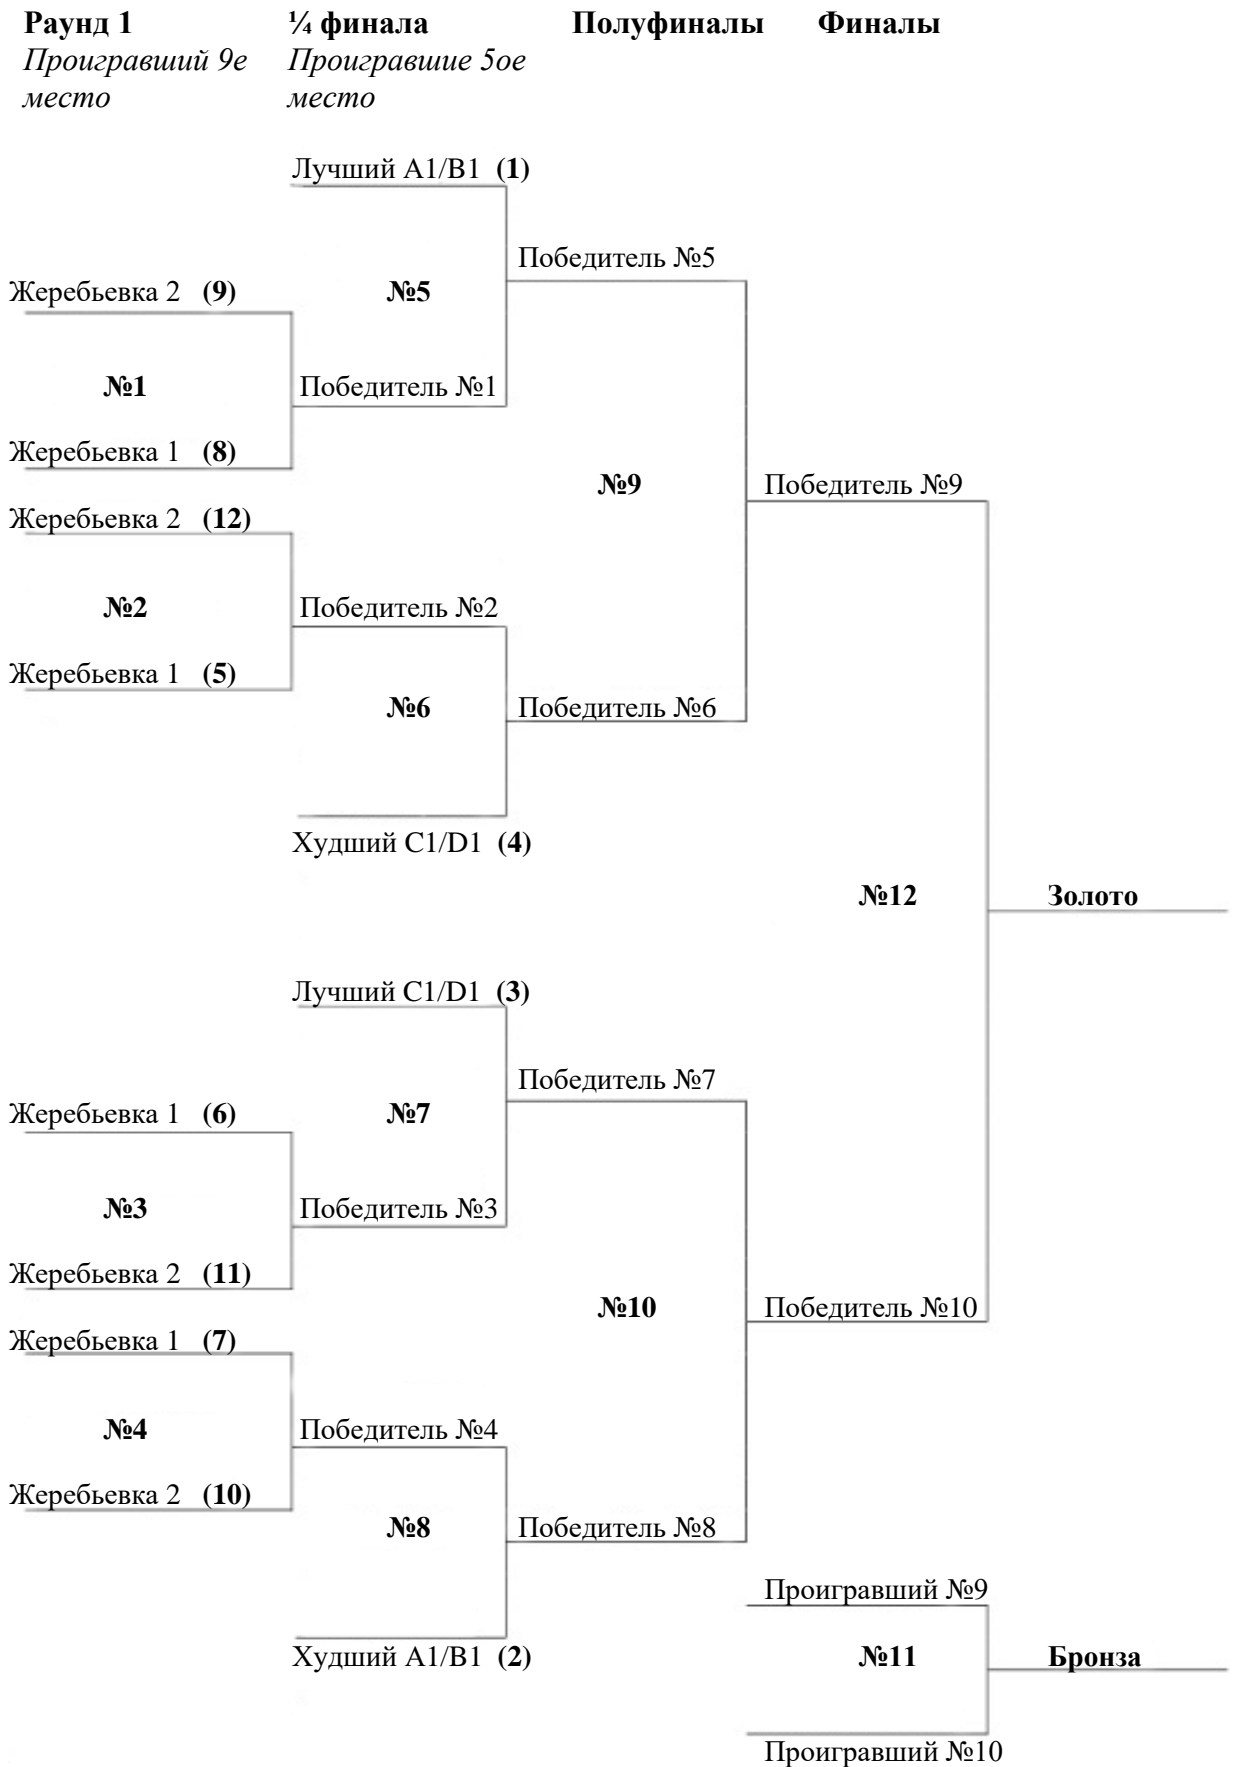 Раунд 1 ¼ финала Полуфиналы Финалы
Проигравший 9е Проигравшие 5ое
место место
Лучший A1/B1 (1)
Победитель №5
Жеребьевка 2 (9) №5
№1 Победитель №1
Жеребьевка 1 (8)
№9 Победитель №9
Жеребьевка 2 (12)
№2 Победитель №2
Жеребьевка 1 (5)
№6 Победитель №6
Худший C1/D1 (4)
№12 Золото
Лучший C1/D1 (3)
Победитель №7
Жеребьевка 1 (6) №7
№3 Победитель №3
Жеребьевка 2 (11)
№10 Победитель №10
Жеребьевка 1 (7)
№4 Победитель №4
Жеребьевка 2 (10)
№8 Победитель №8
Проигравший №9
Худший A1/B1 (2) №11 Бронза
Проигравший №10